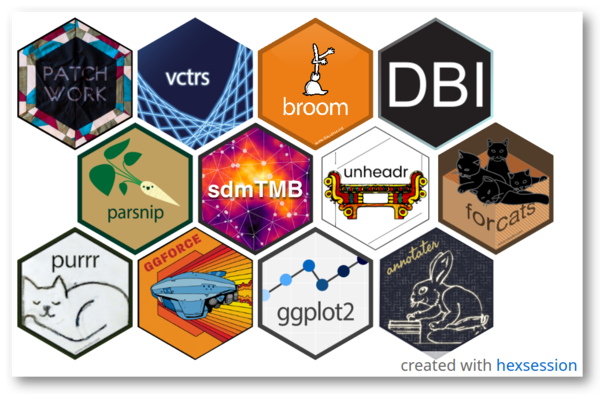 PATCH
WORK
vctrs
broom
DBI
parsnip
sdmTMB
unheadr
forcats
purrr
GGFORCE
ggplot2
annotater
created with hexsession